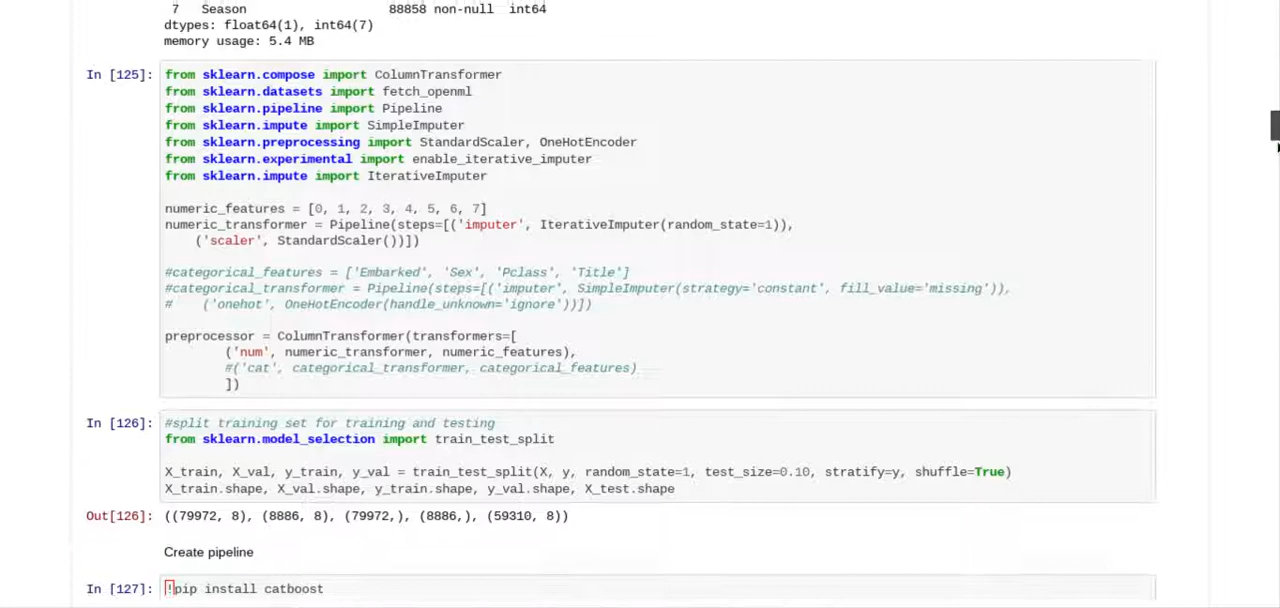 7   Season                   88858 non-null  int64
dtypes: float64(1), int64(7)
memory usage: 5.4 MB
In [125]:
from sklearn.compose import ColumnTransformer
from sklearn.datasets import fetch_openml
from sklearn.pipeline import Pipeline
from sklearn.impute import SimpleImputer
from sklearn.preprocessing import StandardScaler, OneHotEncoder
from sklearn.experimental import enable_iterative_imputer
from sklearn.impute import IterativeImputer
numeric_features = [0, 1, 2, 3, 4, 5, 6, 7]
numeric_transformer = Pipeline(steps=[('imputer', IterativeImputer(random_state=1)),
    ('scaler', StandardScaler())])
#categorical_features = ['Embarked', 'Sex', 'Pclass', 'Title']
#categorical_transformer = Pipeline(steps=[('imputer', SimpleImputer(strategy='constant', fill_value='missing')),
#    ('onehot', OneHotEncoder(handle_unknown='ignore'))])
preprocessor = ColumnTransformer(transformers=[
        ('num', numeric_transformer, numeric_features),
        #('cat', categorical_transformer, categorical_features)
        ])
In [126]:
#split training set for training and testing
from sklearn.model_selection import train_test_split
X_train, X_val, y_train, y_val = train_test_split(X, y, random_state=1, test_size=0.10, stratify=y, shuffle=True)
X_train.shape, X_val.shape, y_train.shape, y_val.shape, X_test.shape
Out[126]: ((79972, 8), (8886, 8), (79972,), (8886,), (59310, 8))
Create pipeline
In [127]: !pip install catboost